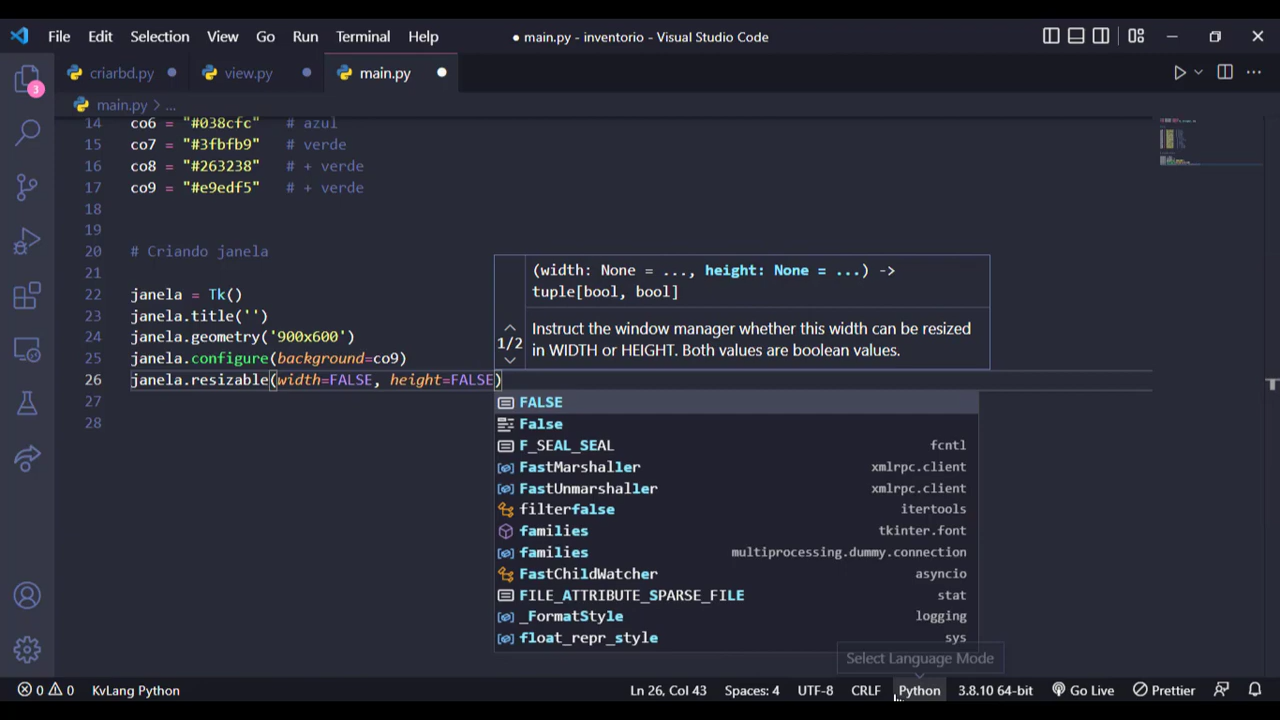 File Edit Selection View Go Run Terminal Help ● main.py - inventorio - Visual Studio Code
criarbd.py view.py main.py
main.py > ...
3
14 co6 = "#038cfc" # azul
15 co7 = "#3fbfb9" # verde
16 co8 = "#263238" # + verde
17 co9 = "#e9edf5" # + verde
18
19
20 # Criando janela
21
22 janela = Tk()
23 janela.title('')
24 janela.geometry('900x600')
25 janela.configure(background=co9)
26 janela.resizable(width=FALSE, height=FALSE)
27
28
(width: None = ..., height: None = ...) ->
tuple[bool, bool]
1/2
Instruct the window manager whether this width can be resized
in WIDTH or HEIGHT. Both values are boolean values.
FALSE
False
F_SEAL_SEAL fcntl
FastMarshaller xmlrpc.client
FastUnmarshaller xmlrpc.client
filterfalse itertools
families tkinter.font
families multiprocessing.dummy.connection
FastChildWatcher asyncio
FILE_ATTRIBUTE_SPARSE_FILE stat
_FormatStyle logging
float_repr_style sys
Select Language Mode
0 0 KvLang Python Ln 26, Col 43 Spaces: 4 UTF-8 CRLF Python 3.8.10 64-bit Go Live Prettier